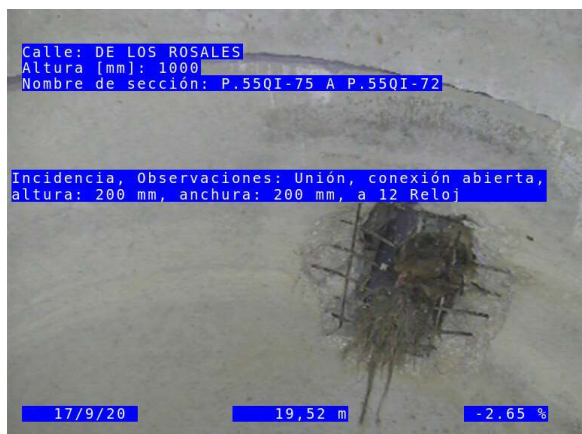 Calle: DE LOS ROSALES
Altura [mm]: 1000
Nombre de sección: P.55QI-75 A P.55QI-72
Incidencia, Observaciones: Unión, conexión abierta,
altura: 200 mm, anchura: 200 mm, a 12 Reloj
17/9/20 19,52 m -2.65 %